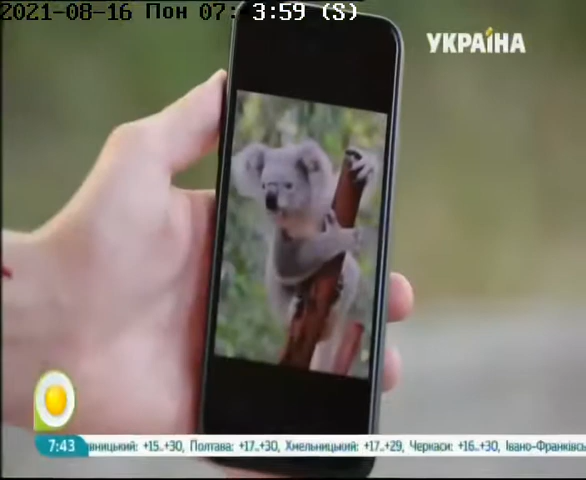 2021-08-16 Пон 07: 3:59 (S)
УКРАЇНА
7:43 вницький: +15..+30, Полтава: +17..+30, Хмельницький: +17..+29, Черкаси: +16..+30, Івано-Франківсь